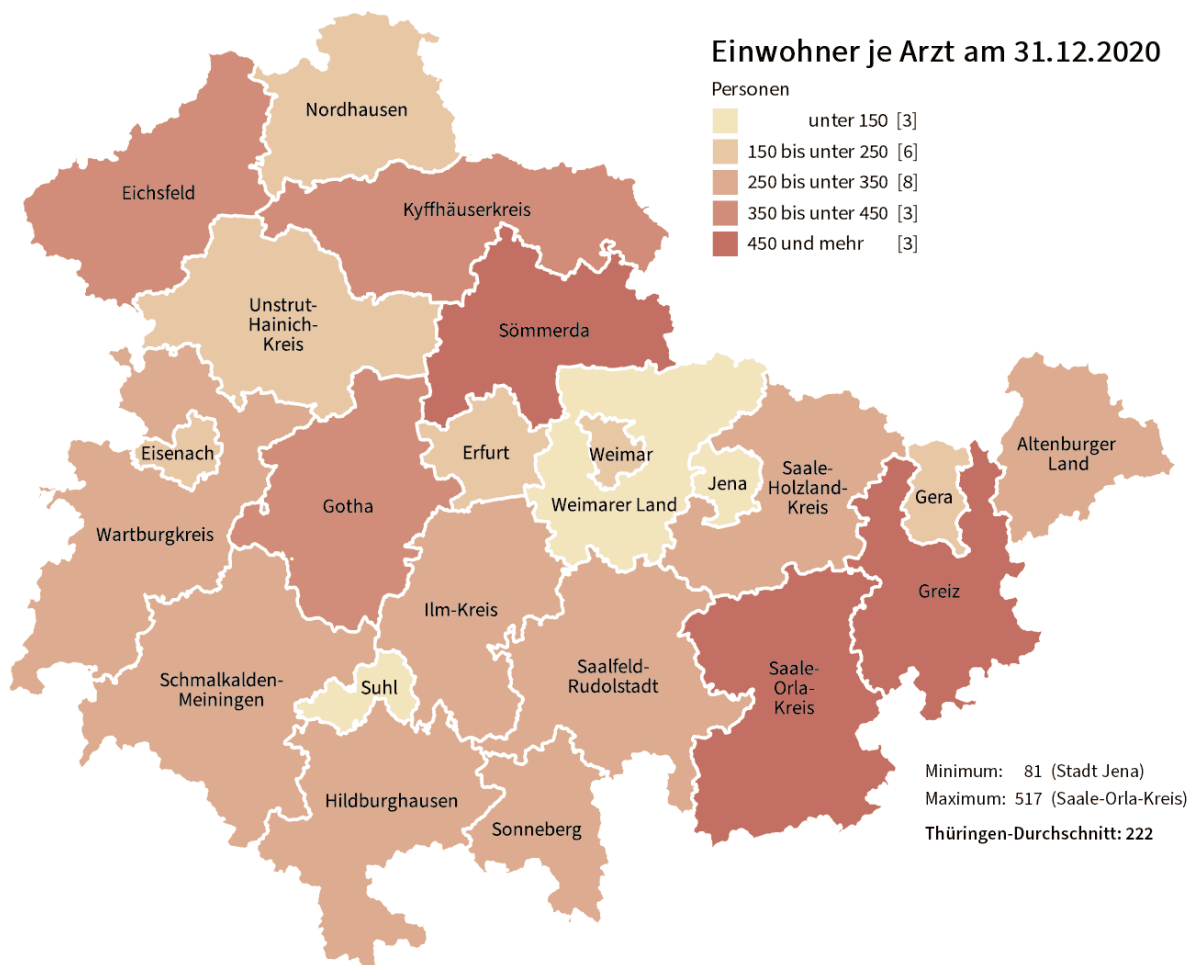 Einwohner je Arzt am 31.12.2020
Personen
unter 150 [3]
150 bis unter 250 [6]
250 bis unter 350 [8]
350 bis unter 450 [3]
450 und mehr [3]
Nordhausen
Eichsfeld
Kyffhäuserkreis
Unstrut-
Hainich-
Kreis
Sömmerda
Eisenach
Erfurt
Weimar
Jena
Saale-
Holzland-
Kreis
Gera
Altenburger
Land
Gotha
Weimarer Land
Wartburgkreis
Greiz
Ilm-Kreis
Schmalkalden-
Meiningen
Suhl
Saalfeld-
Rudolstadt
Saale-
Orla-
Kreis
Hildburghausen
Sonneberg
Minimum: 81 (Stadt Jena)
Maximum: 517 (Saale-Orla-Kreis)
Thüringen-Durchschnitt: 222